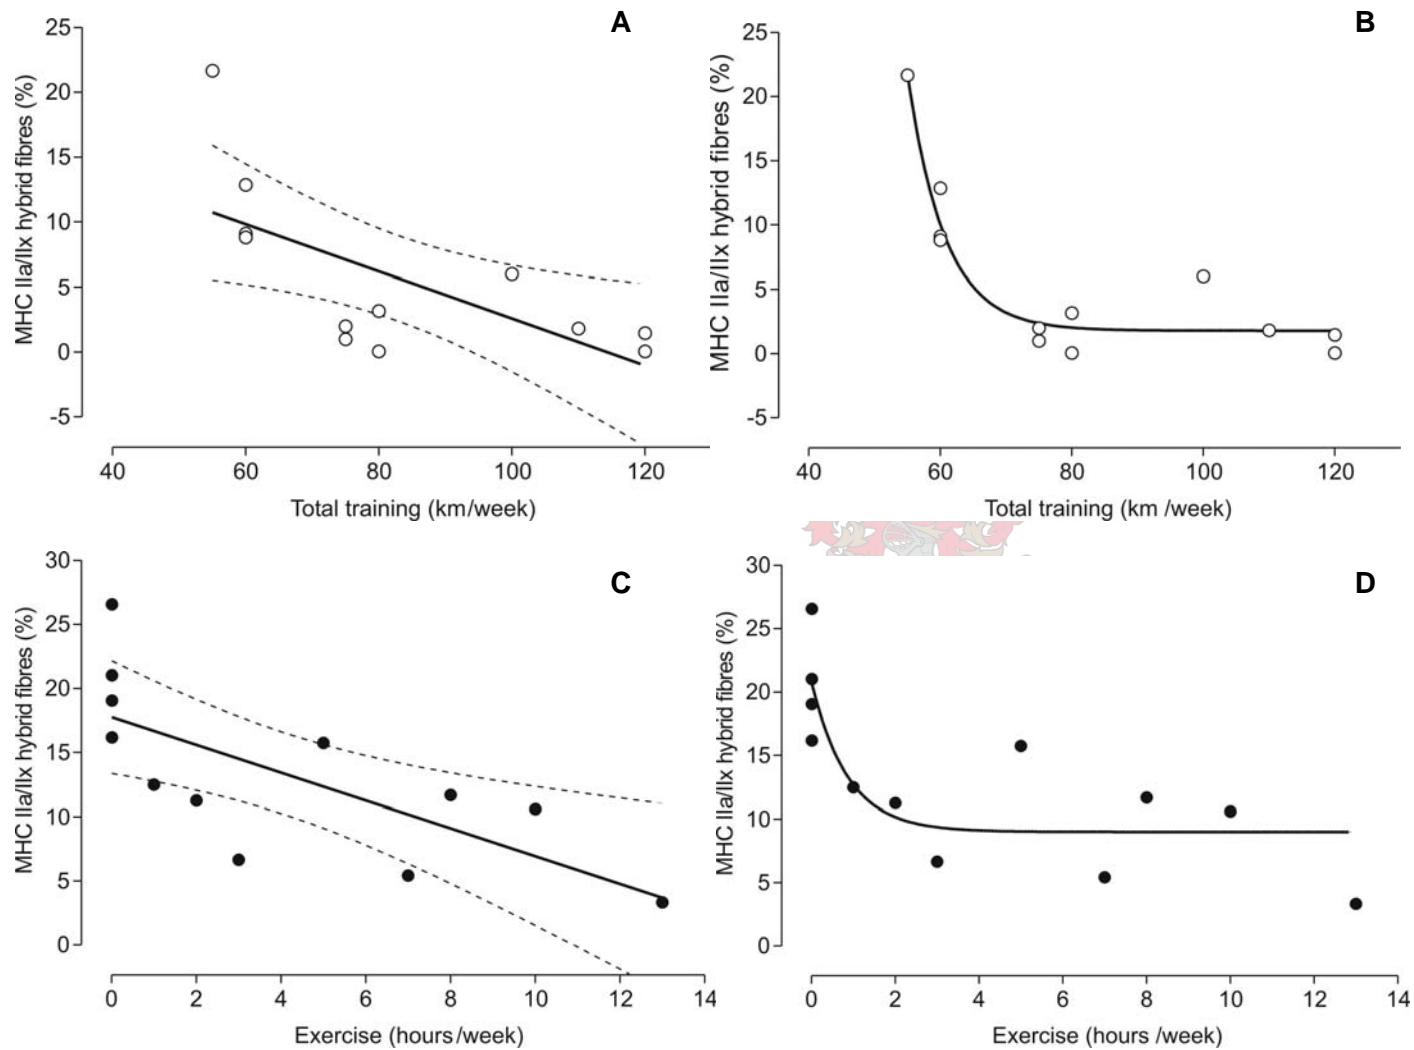 A
MHC IIa/IIx hybrid fibres (%)
25
20
15
10
5
0
-5
40 60 80 100 120
Total training (km/week)
B
MHC IIa/IIx hybrid fibres (%)
25
20
15
10
5
0
-5
40 60 80 100 120
Total training (km /week)
C
MHC IIa/IIx hybrid fibres (%)
30
25
20
15
10
5
0
0 2 4 6 8 10 12 14
Exercise (hours/week)
D
MHC IIa/IIx hybrid fibres (%)
30
25
20
15
10
5
0
0 2 4 6 8 10 12 14
Exercise (hours /week)